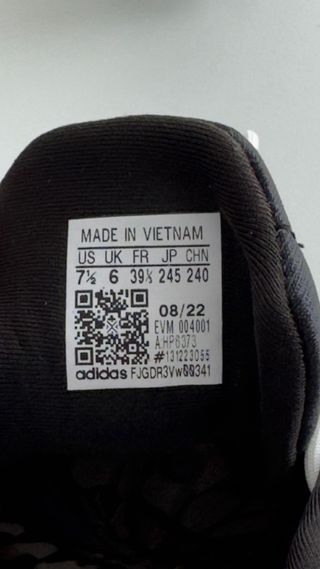 MADE IN VIETNAM
US UK FR JP CHN
7½ 6 39⅓ 245 240
08/22
EVM 004001
#131223055
adidas FJGDR3Vw00341